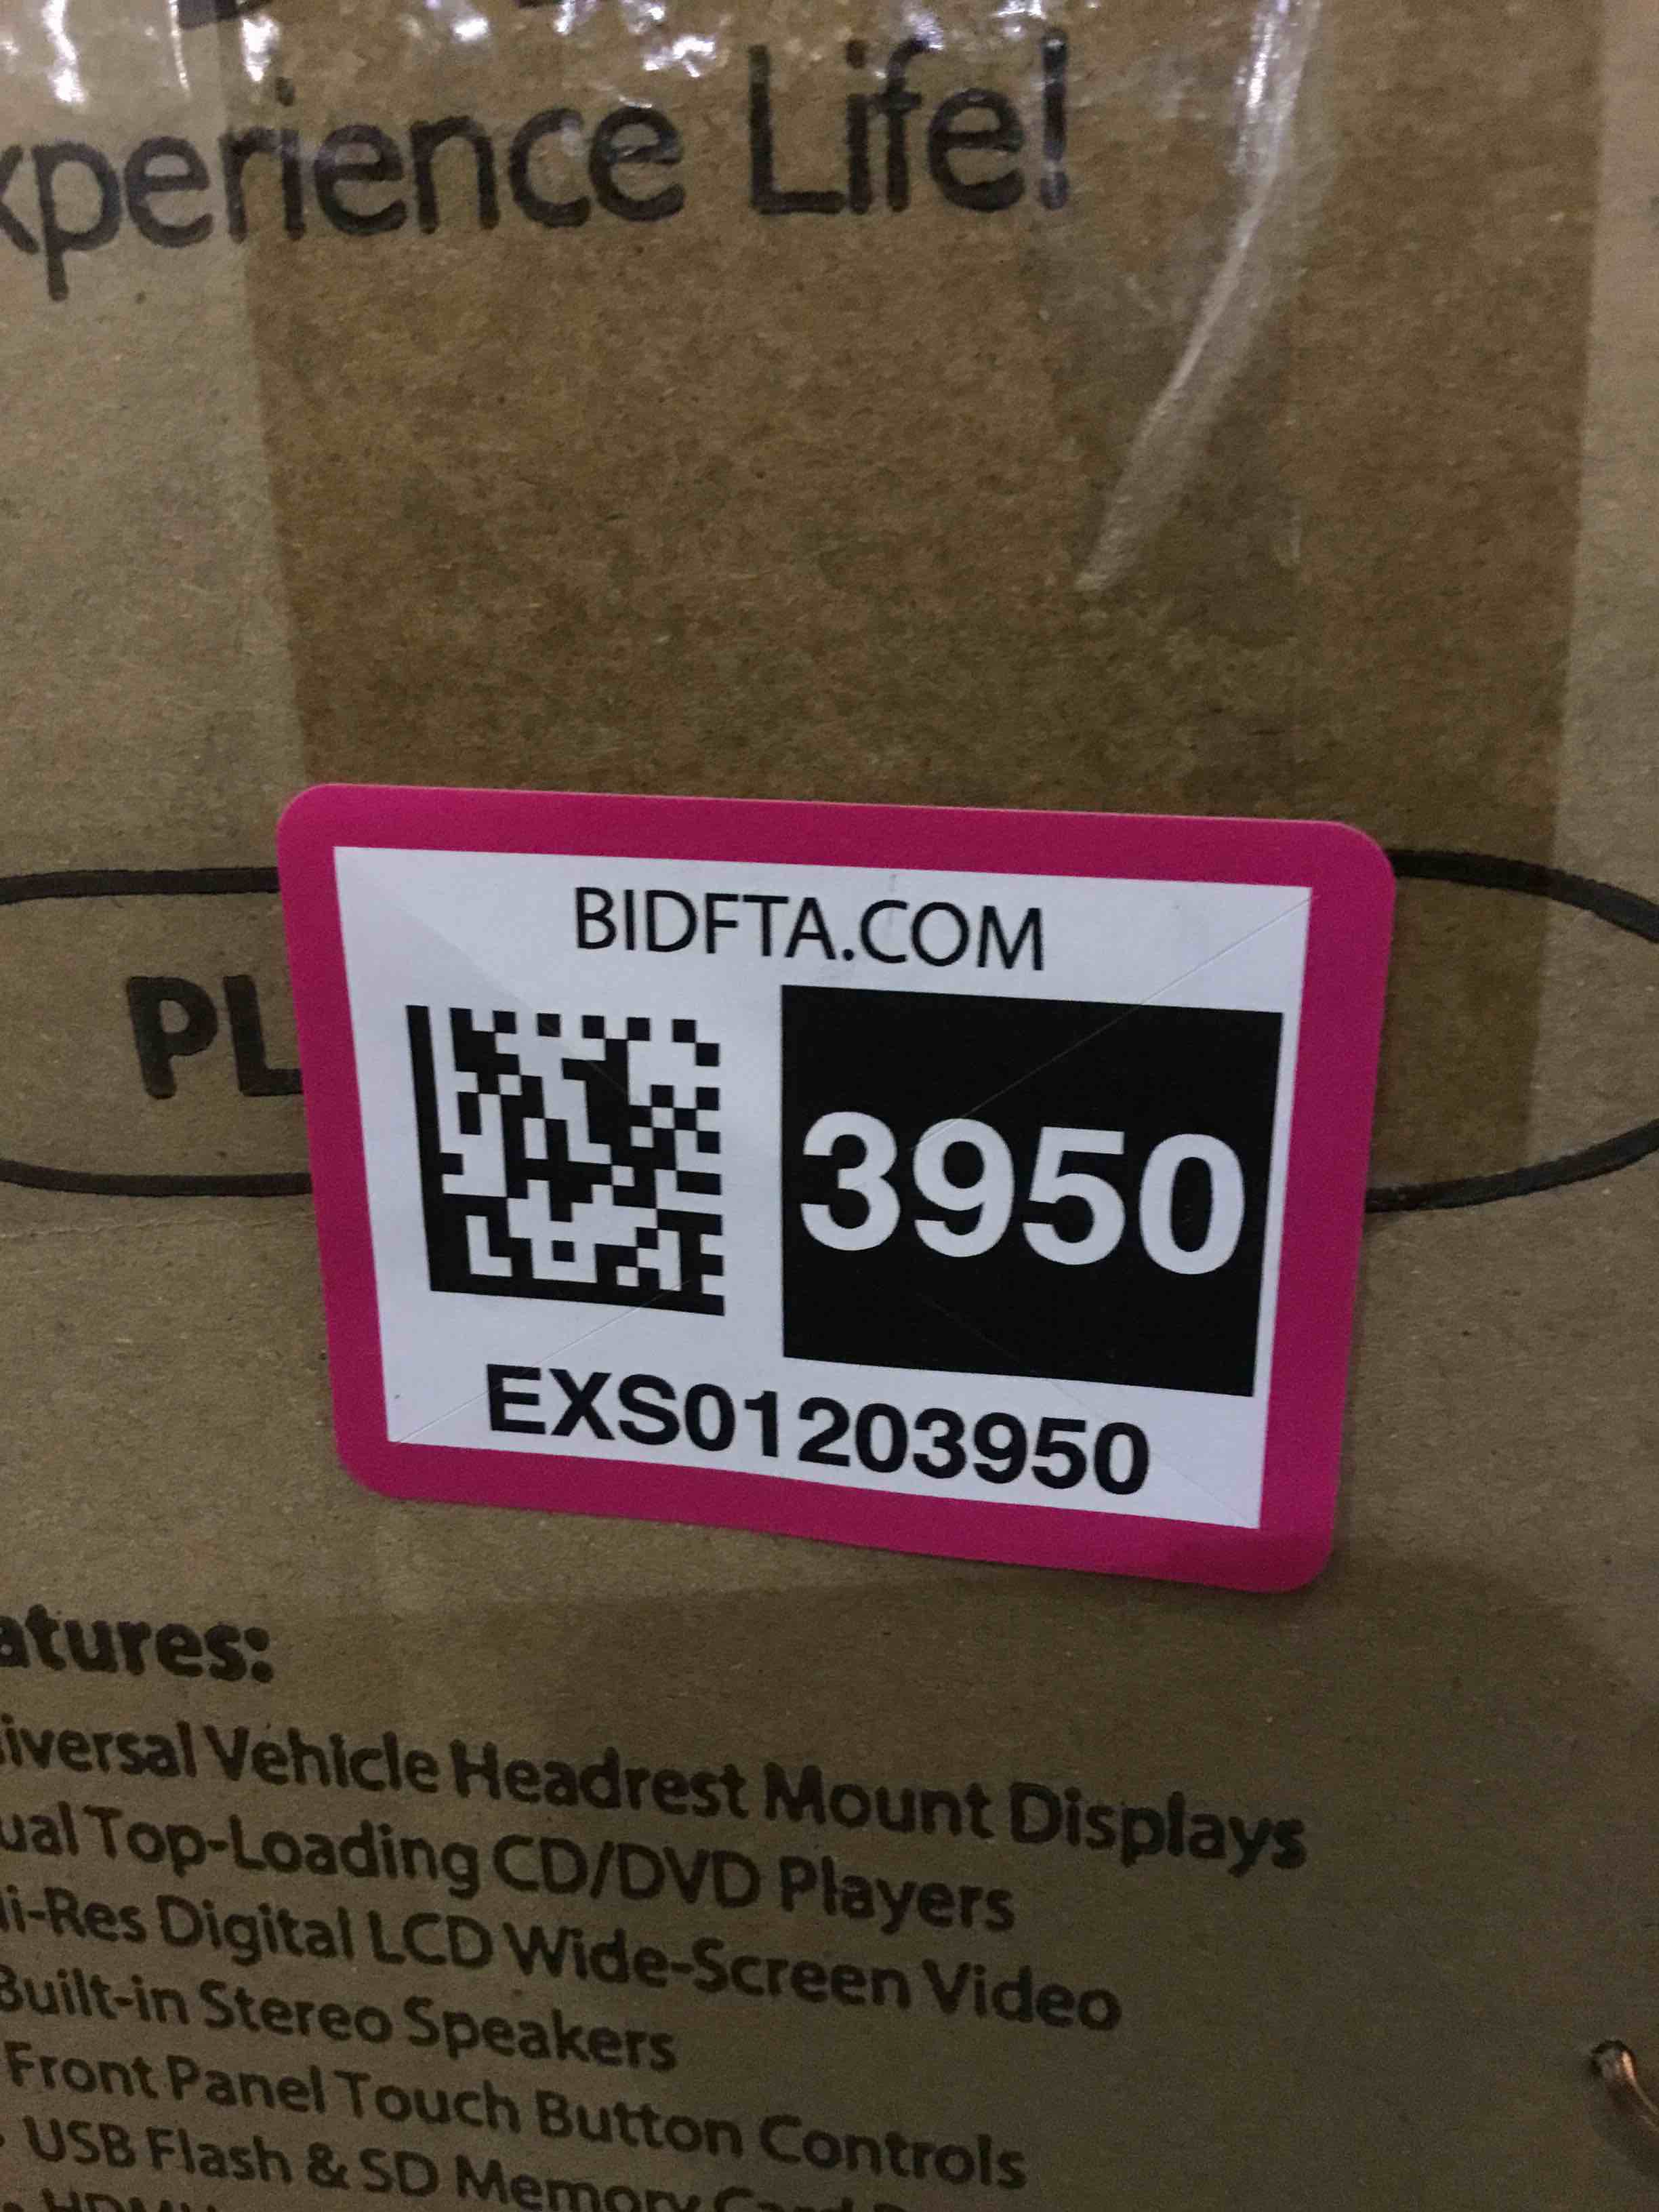 xperience Life!
PL
BIDFTA.COM
3950
EXS01203950
atures:
iversal Vehicle Headrest Mount Displays
ual Top-Loading CD/DVD Players
i-Res Digital LCD Wide-Screen Video
Built-in Stereo Speakers
Front Panel Touch Button Controls
USB Flash & SD Memory Card